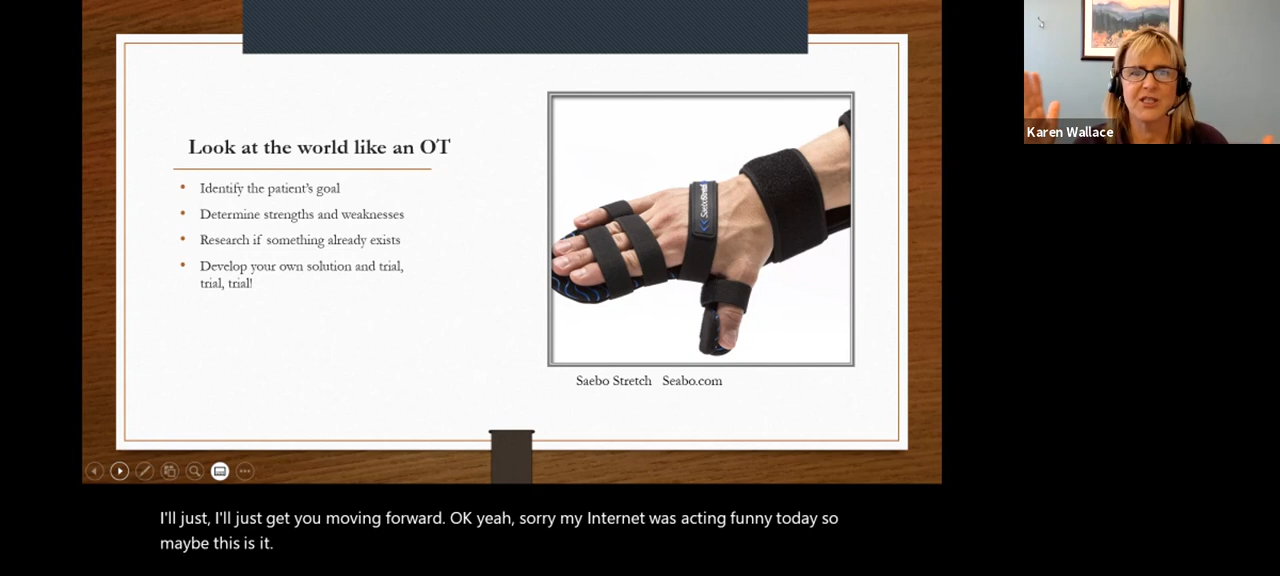 Look at the world like an OT
• Identify the patient's goal
• Determine strengths and weaknesses
• Research if something already exists
• Develop your own solution and trial,
trial, trial!
SaeboStretch
Saebo Stretch Seabo.com
Karen Wallace
I'll just, I'll just get you moving forward. OK yeah, sorry my Internet was acting funny today so
maybe this is it.